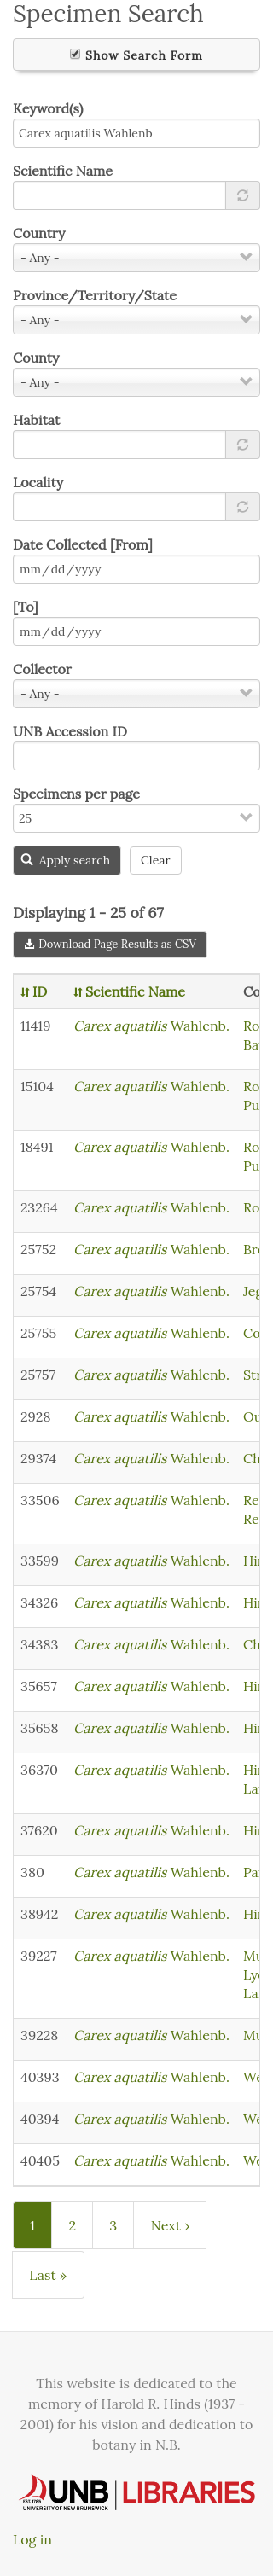 Specimen Search
Show Search Form
Keyword(s)
Carex aquatilis Wahlenb
Scientific Name
Country
- Any -
Province/Territory/State
- Any -
County
- Any -
Habitat
Locality
Date Collected [From]
mm/dd/yyyy
[To]
mm/dd/yyyy
Collector
- Any -
UNB Accession ID
Specimens per page
25
Apply search Clear
Displaying 1 - 25 of 67
Download Page Results as CSV
ID Scientific Name Co
11419 Carex aquatilis Wahlenb. Ro
Ba
15104 Carex aquatilis Wahlenb. Ro
Pu
18491 Carex aquatilis Wahlenb. Ro
Pu
23264 Carex aquatilis Wahlenb. Ro
25752 Carex aquatilis Wahlenb. Bre
25754 Carex aquatilis Wahlenb. Jeg
25755 Carex aquatilis Wahlenb. Co
25757 Carex aquatilis Wahlenb. Str
2928 Carex aquatilis Wahlenb. Ou
29374 Carex aquatilis Wahlenb. Ch
33506 Carex aquatilis Wahlenb. Re
Re
33599 Carex aquatilis Wahlenb. Hin
34326 Carex aquatilis Wahlenb. Hin
34383 Carex aquatilis Wahlenb. Ch
35657 Carex aquatilis Wahlenb. Hin
35658 Carex aquatilis Wahlenb. Hin
36370 Carex aquatilis Wahlenb. Hin
La
37620 Carex aquatilis Wahlenb. Hin
380 Carex aquatilis Wahlenb. Pa
38942 Carex aquatilis Wahlenb. Hin
39227 Carex aquatilis Wahlenb. Mu
Lyo
La
39228 Carex aquatilis Wahlenb. Mu
40393 Carex aquatilis Wahlenb. We
40394 Carex aquatilis Wahlenb. We
40405 Carex aquatilis Wahlenb. We
1 2 3 Next ›
Last »
This website is dedicated to the
memory of Harold R. Hinds (1937 -
2001) for his vision and dedication to
botany in N.B.
EST. 1785 UNB LIBRARIES
UNIVERSITY OF NEW BRUNSWICK
Log in